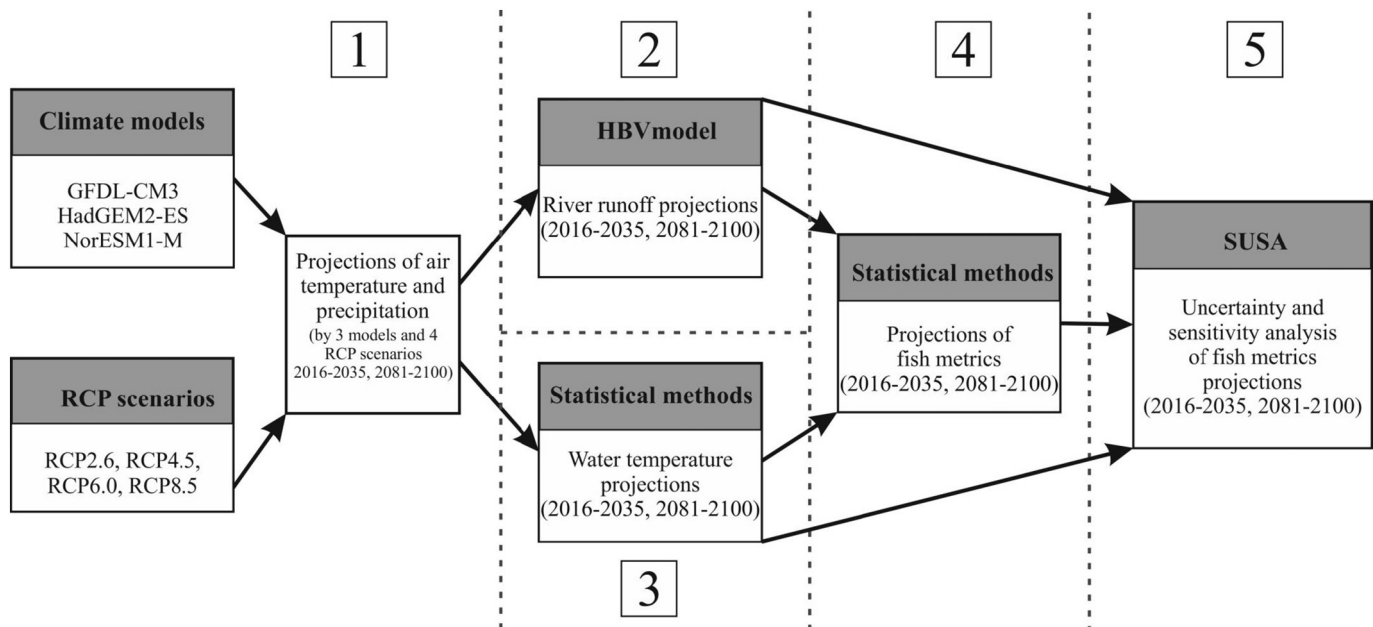 1
Climate models
GFDL-CM3
HadGEM2-ES
NorESM1-M
RCP scenarios
RCP2.6, RCP4.5,
RCP6.0, RCP8.5
Projections of air
temperature and
precipitation
(by 3 models and 4
RCP scenarios
2016-2035, 2081-2100)
2
HBVmodel
River runoff projections
(2016-2035, 2081-2100)
Statistical methods
Water temperature
projections
(2016-2035, 2081-2100)
3
4
Statistical methods
Projections of
fish metrics
(2016-2035, 2081-2100)
5
SUSA
Uncertainty and
sensitivity analysis
of fish metrics
projections
(2016-2035, 2081-2100)